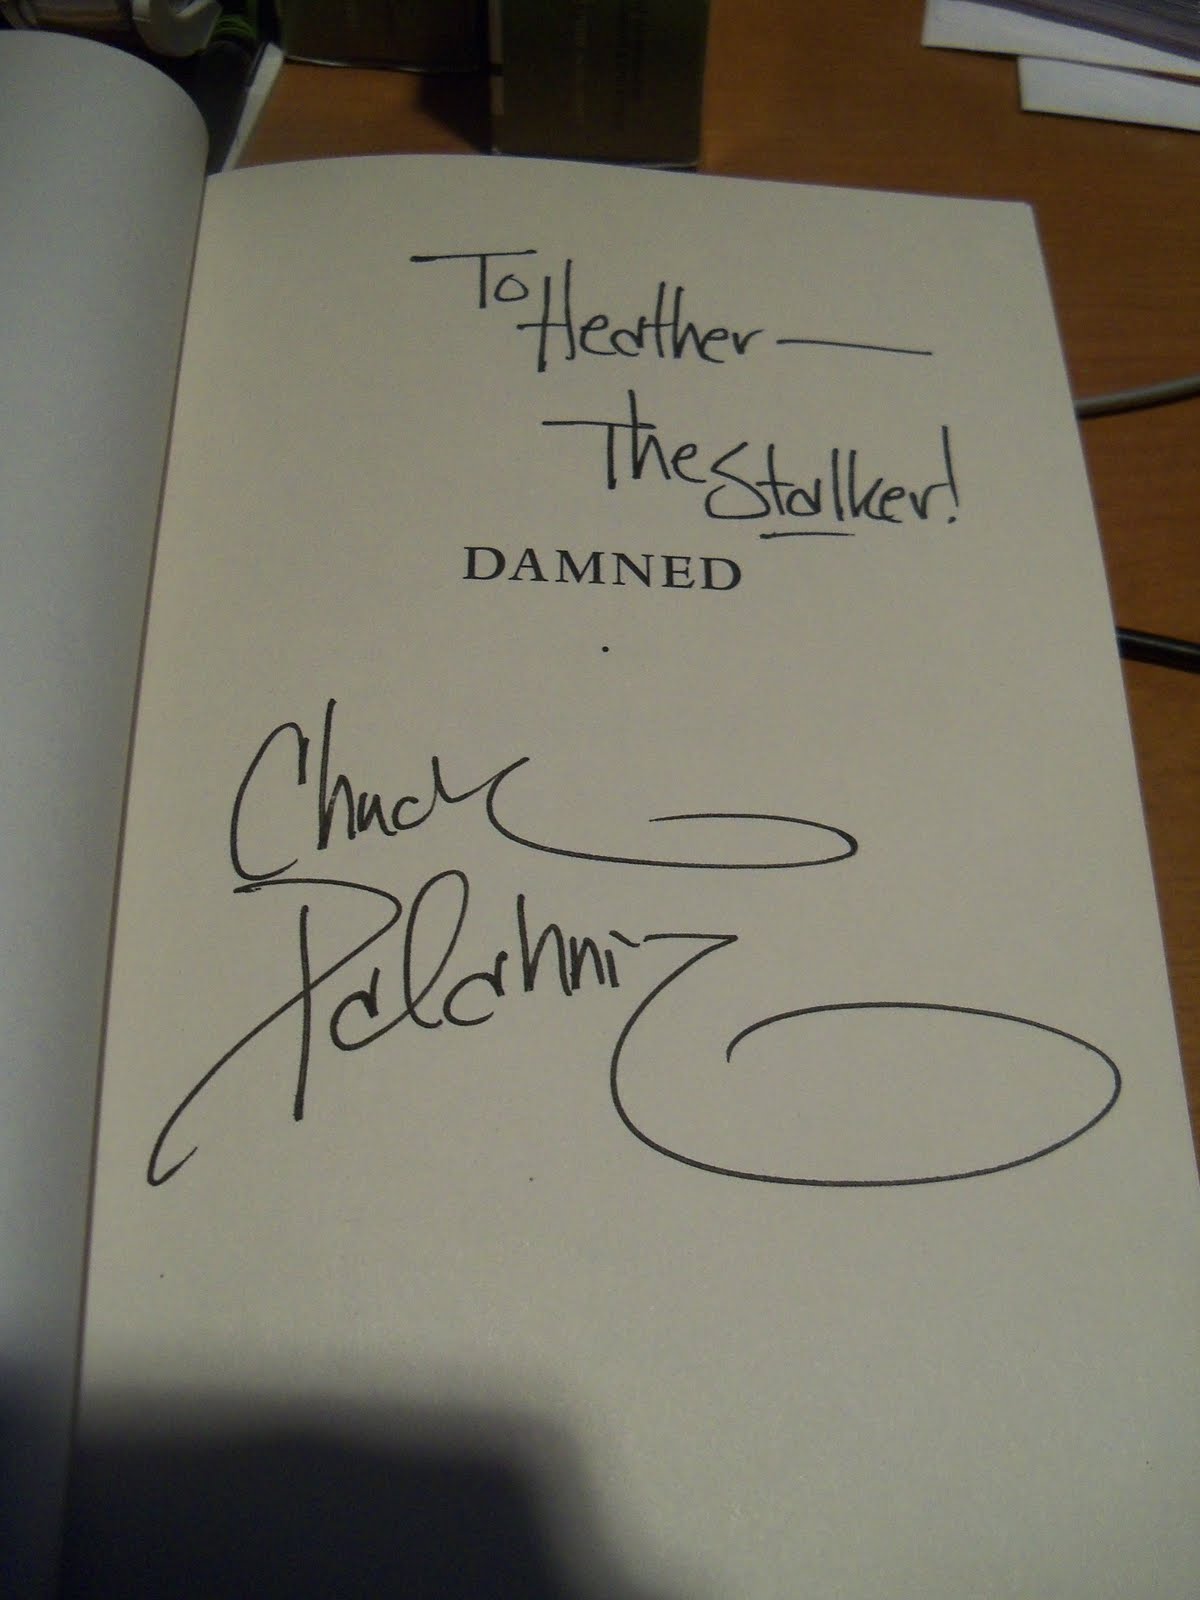 To Heather —
The Stalker!
DAMNED
Chuck
Palahniuk